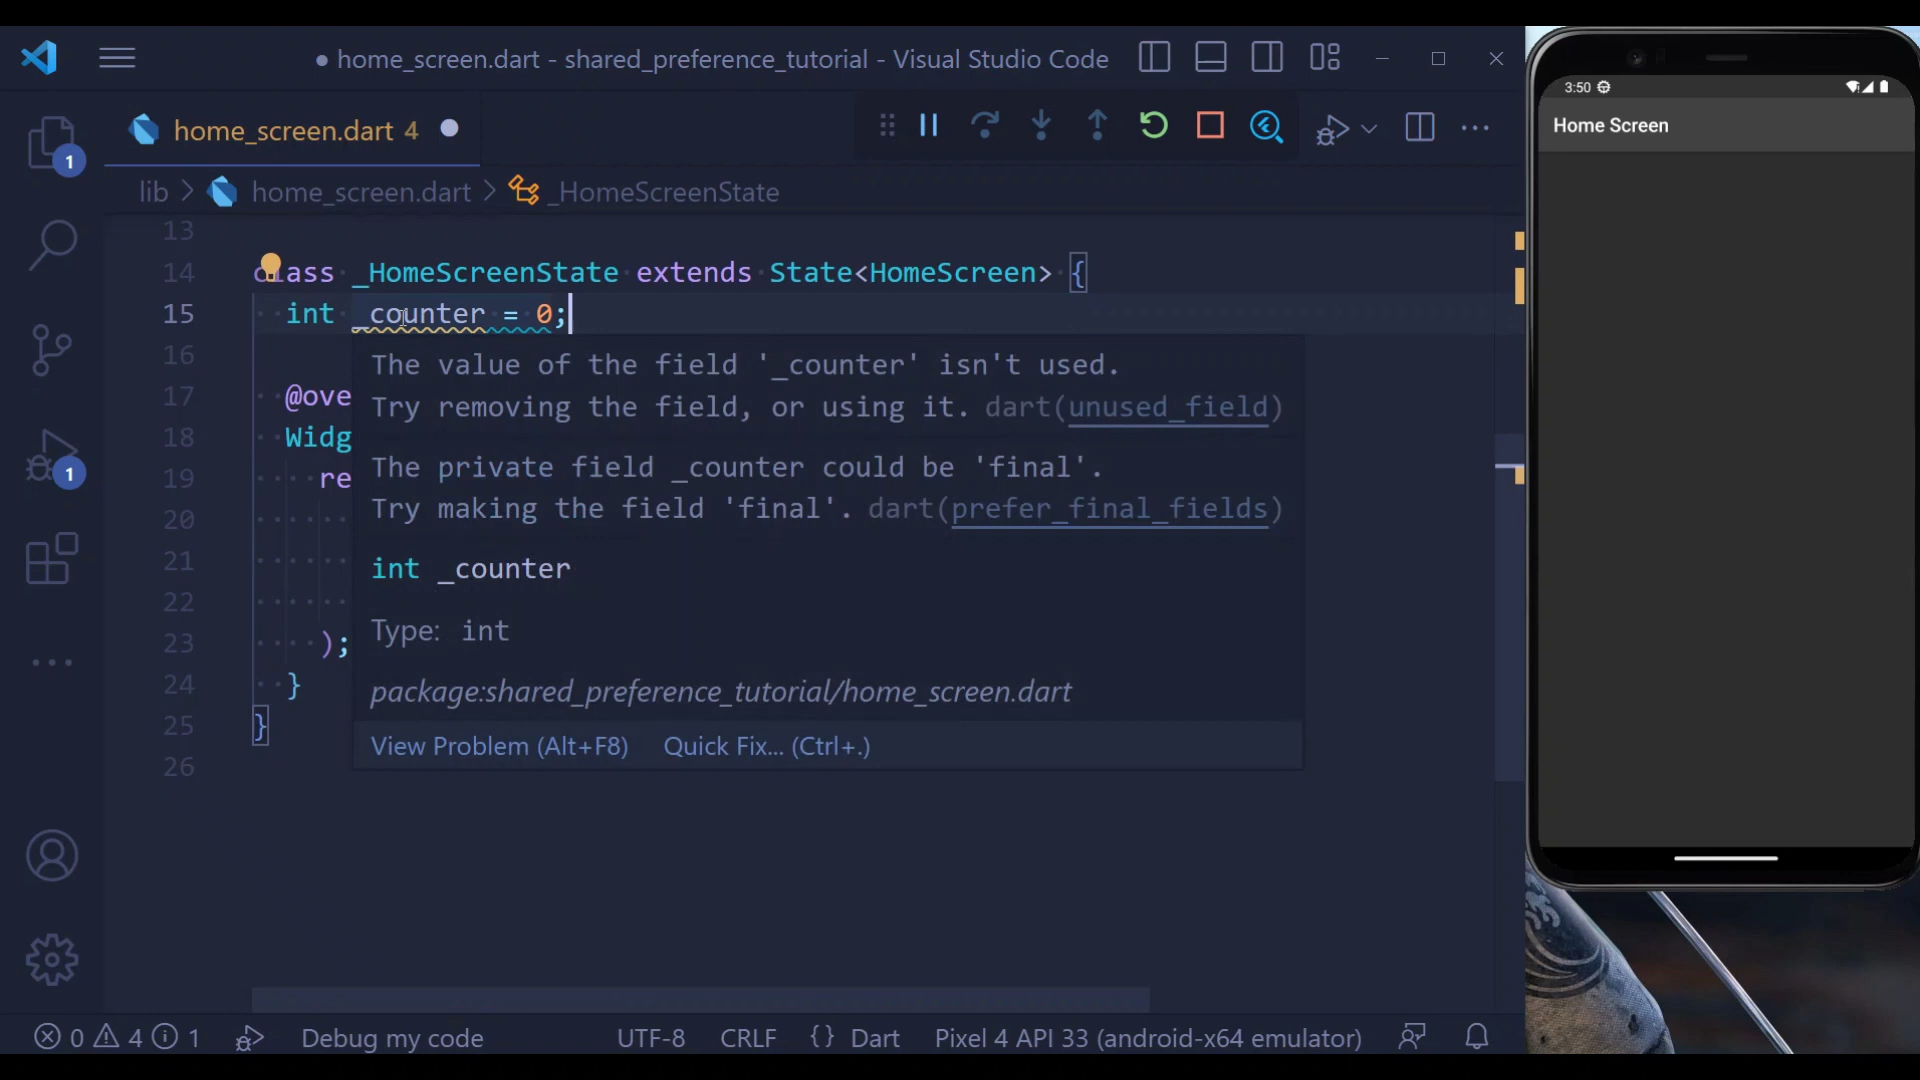 ● home_screen.dart - shared_preference_tutorial - Visual Studio Code
home_screen.dart 4
lib > home_screen.dart > _HomeScreenState
13
14 class _HomeScreenState extends State<HomeScreen> {
15 int _counter = 0;
16
The value of the field '_counter' isn't used.
17 @ove
Try removing the field, or using it. dart(unused_field)
18 Widg
The private field _counter could be 'final'.
19 re
Try making the field 'final'. dart(prefer_final_fields)
20
21
int _counter
22
Type: int
23 );
24 }
package:shared_preference_tutorial/home_screen.dart
25 }
View Problem (Alt+F8) Quick Fix... (Ctrl+.)
26
1
1
0 4 1 Debug my code UTF-8 CRLF {} Dart Pixel 4 API 33 (android-x64 emulator)
3:50
Home Screen